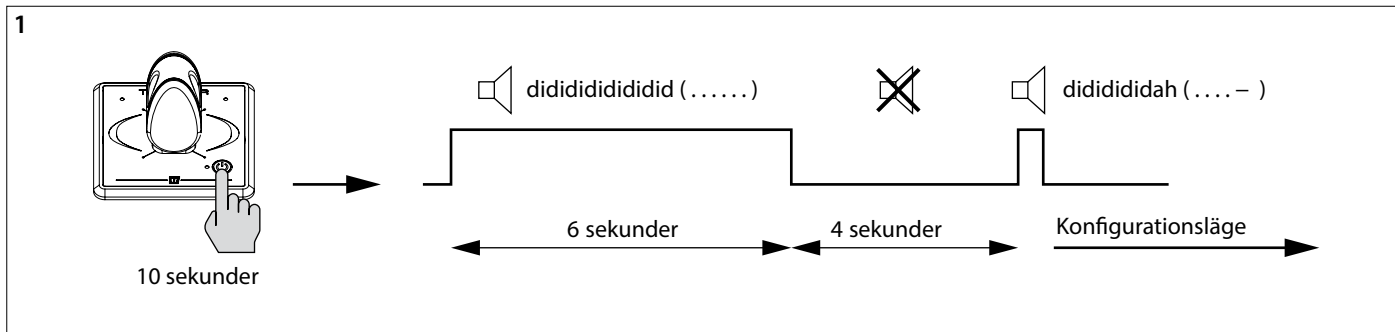 1
didididididididid ( . . . . . . )
didididididah ( . . . . – )
6 sekunder
4 sekunder
Konfigurationsläge
10 sekunder